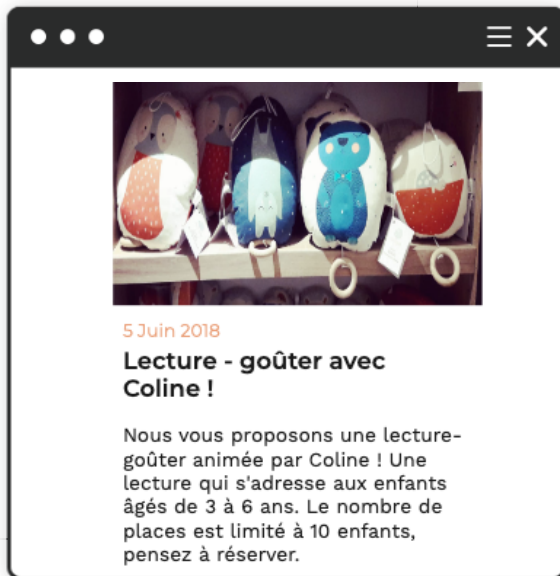 5 Juin 2018
Lecture - goûter avec
Coline !
Nous vous proposons une lecture-
goûter animée par Coline ! Une
lecture qui s'adresse aux enfants
âgés de 3 à 6 ans. Le nombre de
places est limité à 10 enfants,
pensez à réserver.